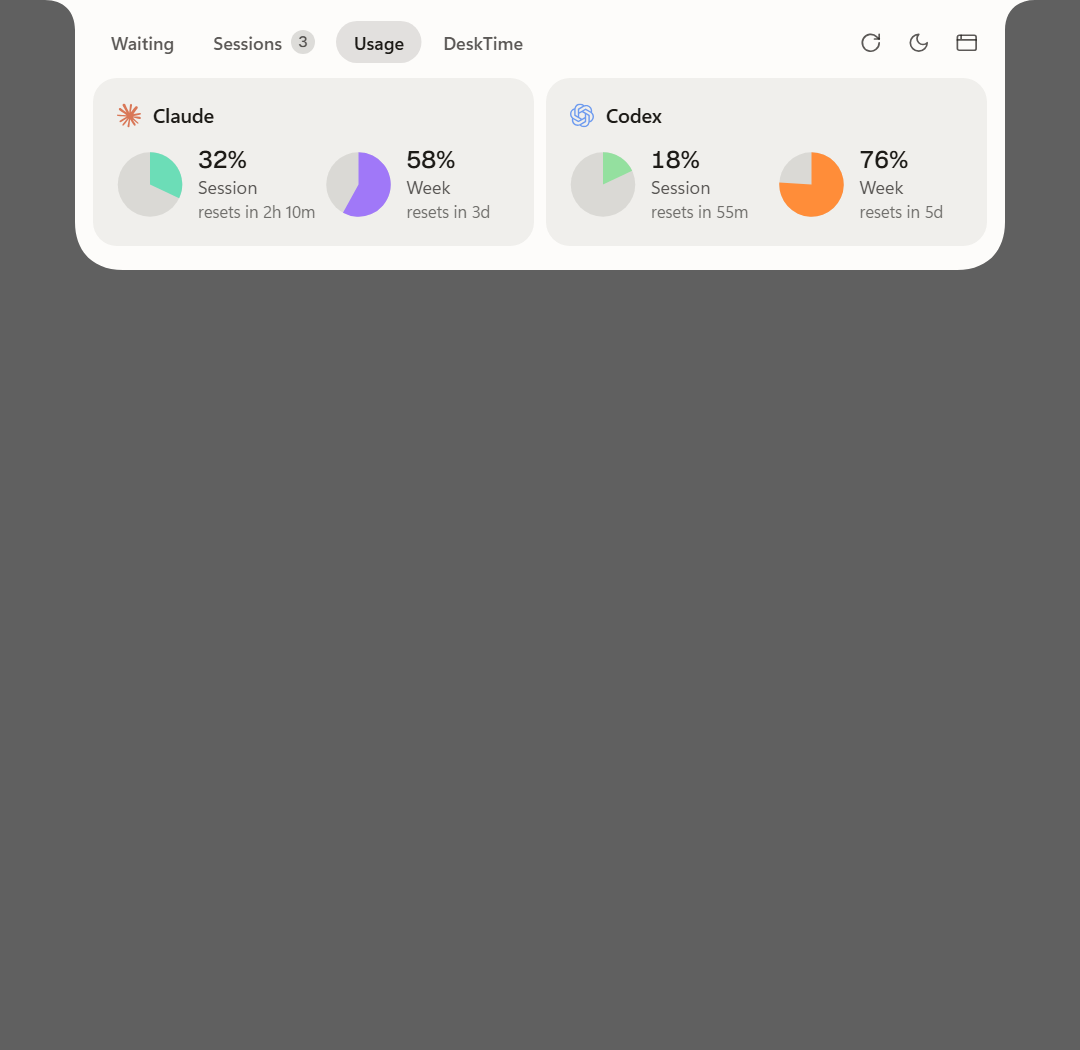 Waiting Sessions 3 Usage DeskTime
Claude
32%
Session
resets in 2h 10m
58%
Week
resets in 3d
Codex
18%
Session
resets in 55m
76%
Week
resets in 5d